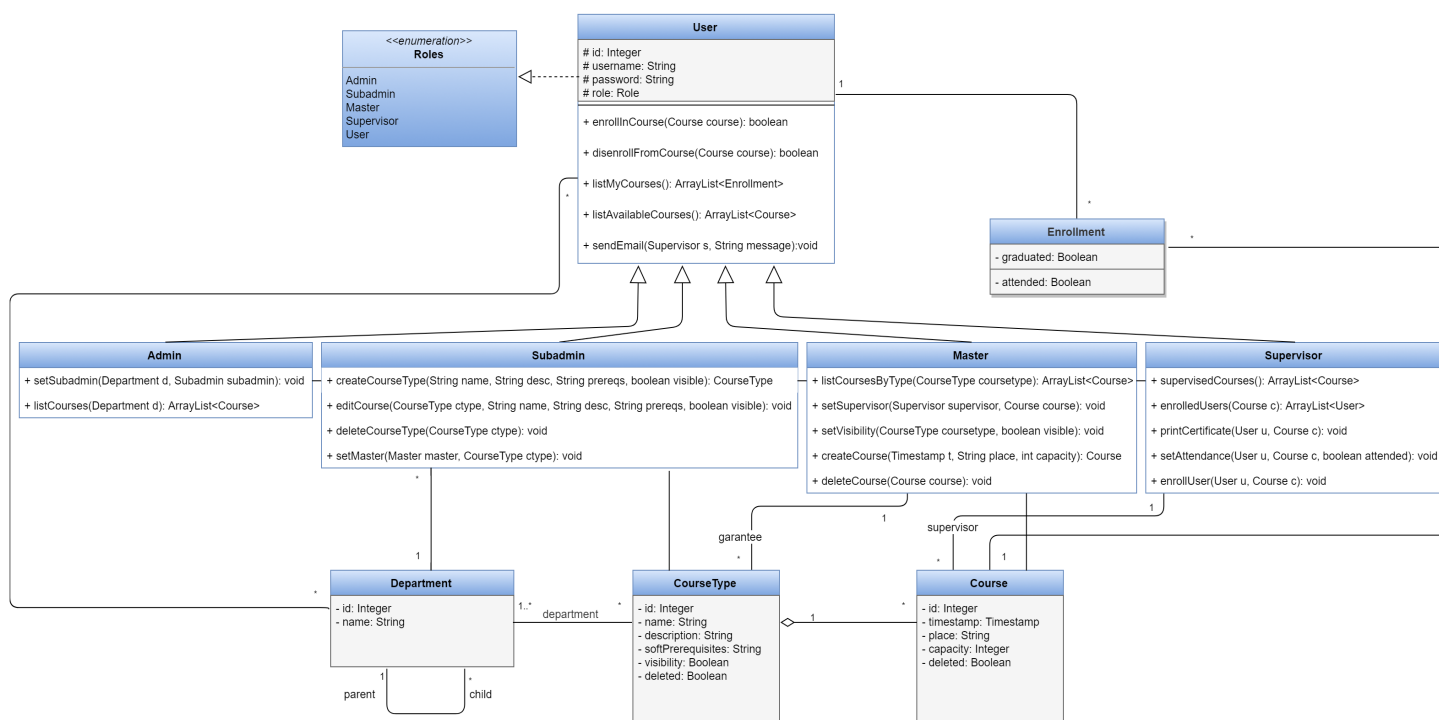 User
# id: Integer
# username: String
# password: String
# role: Role
+ enrollInCourse(Course course): boolean
+ disenrollFromCourse(Course course): boolean
+ listMyCourses(): ArrayList<Enrollment>
+ listAvailableCourses(): ArrayList<Course>
+ sendEmail(Supervisor s, String message):void
<<enumeration>>
Roles
Admin
Subadmin
Master
Supervisor
User
1
*
*
*
Enrollment
- graduated: Boolean
- attended: Boolean
Admin
+ setSubadmin(Department d, Subadmin subadmin): void
+ listCourses(Department d): ArrayList<Course>
Subadmin
+ createCourseType(String name, String desc, String prereqs, boolean visible): CourseType
+ editCourse(CourseType ctype, String name, String desc, String prereqs, boolean visible): void
+ deleteCourseType(CourseType ctype): void
+ setMaster(Master master, CourseType ctype): void
Master
+ listCoursesByType(CourseType coursetype): ArrayList<Course>
+ setSupervisor(Supervisor supervisor, Course course): void
+ setVisibility(CourseType coursetype, boolean visible): void
+ createCourse(Timestamp t, String place, int capacity): Course
+ deleteCourse(Course course): void
Supervisor
+ supervisedCourses(): ArrayList<Course>
+ enrolledUsers(Course c): ArrayList<User>
+ printCertificate(User u, Course c): void
+ setAttendance(User u, Course c, boolean attended): void
+ enrollUser(User u, Course c): void
*
1
1
garantee
*
1
supervisor
*
1
*
Department
- id: Integer
- name: String
1..*
department
*
CourseType
- id: Integer
- name: String
- description: String
- softPrerequisites: String
- visibility: Boolean
- deleted: Boolean
1
*
Course
- id: Integer
- timestamp: Timestamp
- place: String
- capacity: Integer
- deleted: Boolean
1
parent
*
child